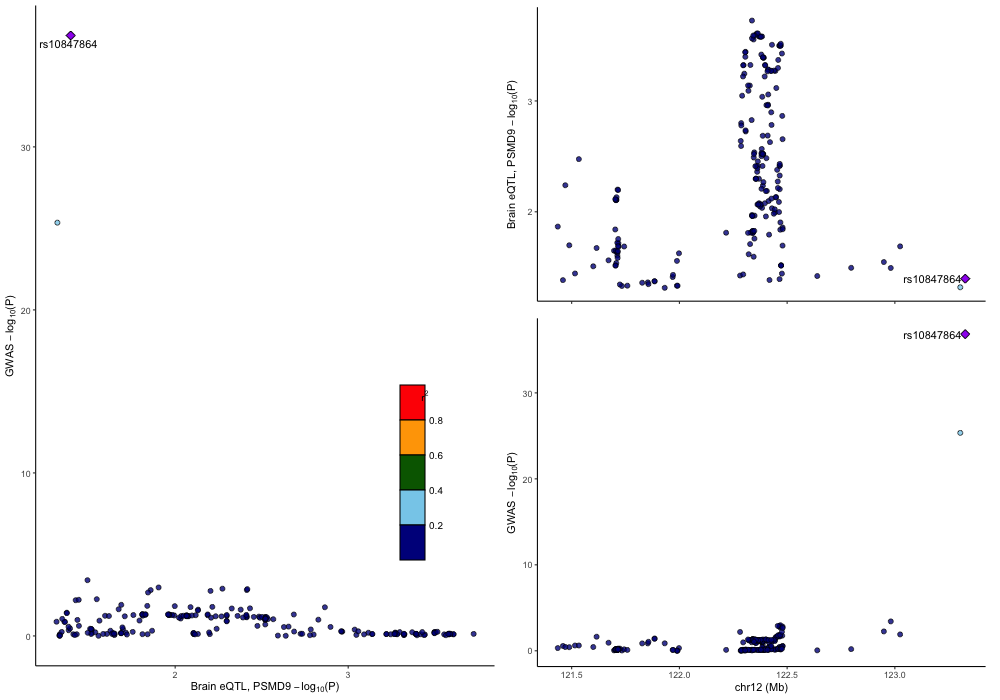 rs10847864
30
20
10
0
GWAS −log10(P)
2
3
Brain eQTL, PSMD9 −log10(P)
r2
0.8
0.6
0.4
0.2
3
2
Brain eQTL, PSMD9 −log10(P)
rs10847864
rs10847864
30
20
10
0
GWAS −log10(P)
121.5
122.0
122.5
123.0
chr12 (Mb)